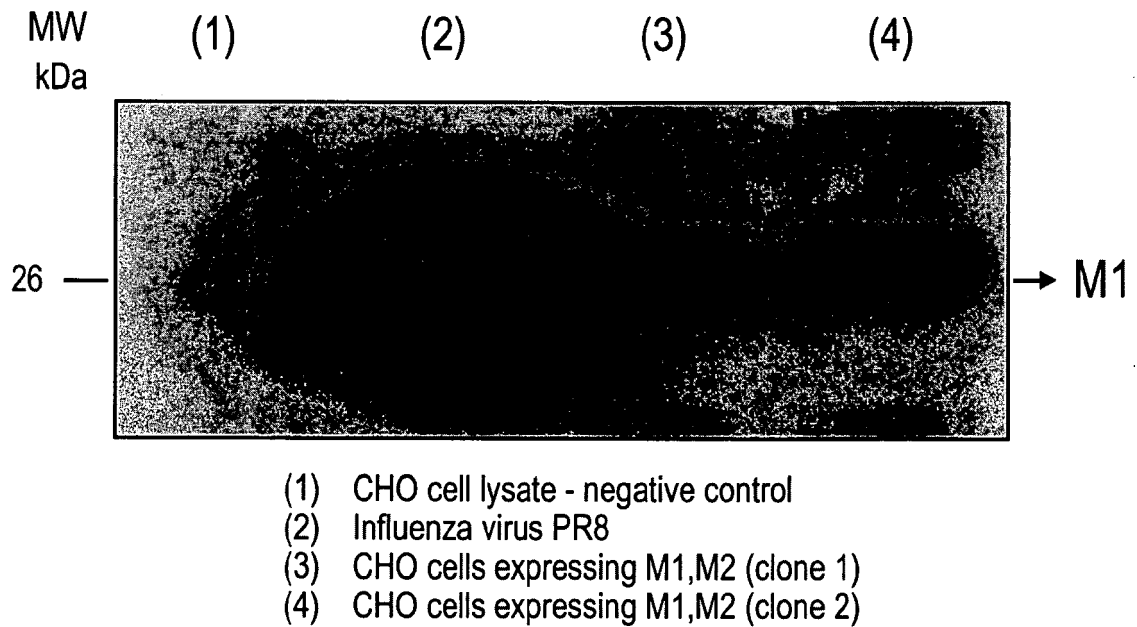 MW (1) (2) (3) (4)
kDa
26 M1
(1) CHO cell lysate - negative control
(2) Influenza virus PR8
(3) CHO cells expressing M1,M2 (clone 1)
(4) CHO cells expressing M1,M2 (clone 2)